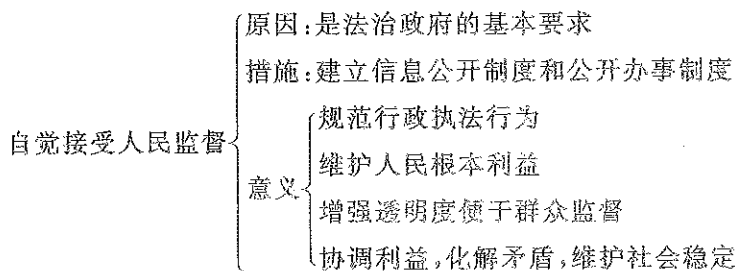 原因:是法治政府的基本要求
措施:建立信息公开制度和公开办事制度
自觉接受人民监督
意义
规范行政执法行为
维护人民根本利益
增强透明度便于群众监督
协调利益,化解矛盾,维护社会稳定